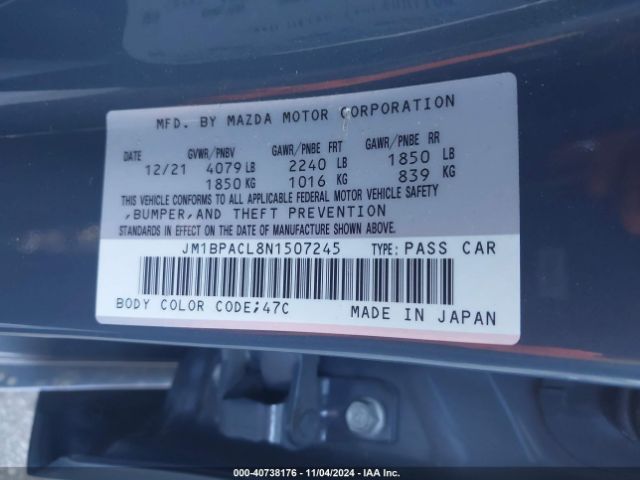 MFD. BY MAZDA MOTOR CORPORATION
DATE GVWR/PNBV GAWR/PNBE FRT GAWR/PNBE RR
12/21 4079 LB 2240 LB 1850 LB
1850 KG 1016 KG 839 KG
THIS VEHICLE CONFORMS TO ALL APPLICABLE FEDERAL MOTOR VEHICLE SAFETY
,BUMPER,AND THEFT PREVENTION
STANDARDS IN EFFECT ON THE DATE OF MANUFACTURE SHOWN ABOVE.
JM1BPACL8N1507245 TYPE: PASS CAR
BODY COLOR CODE;47C MADE IN JAPAN
000-40738176 - 11/04/2024 - IAA Inc.